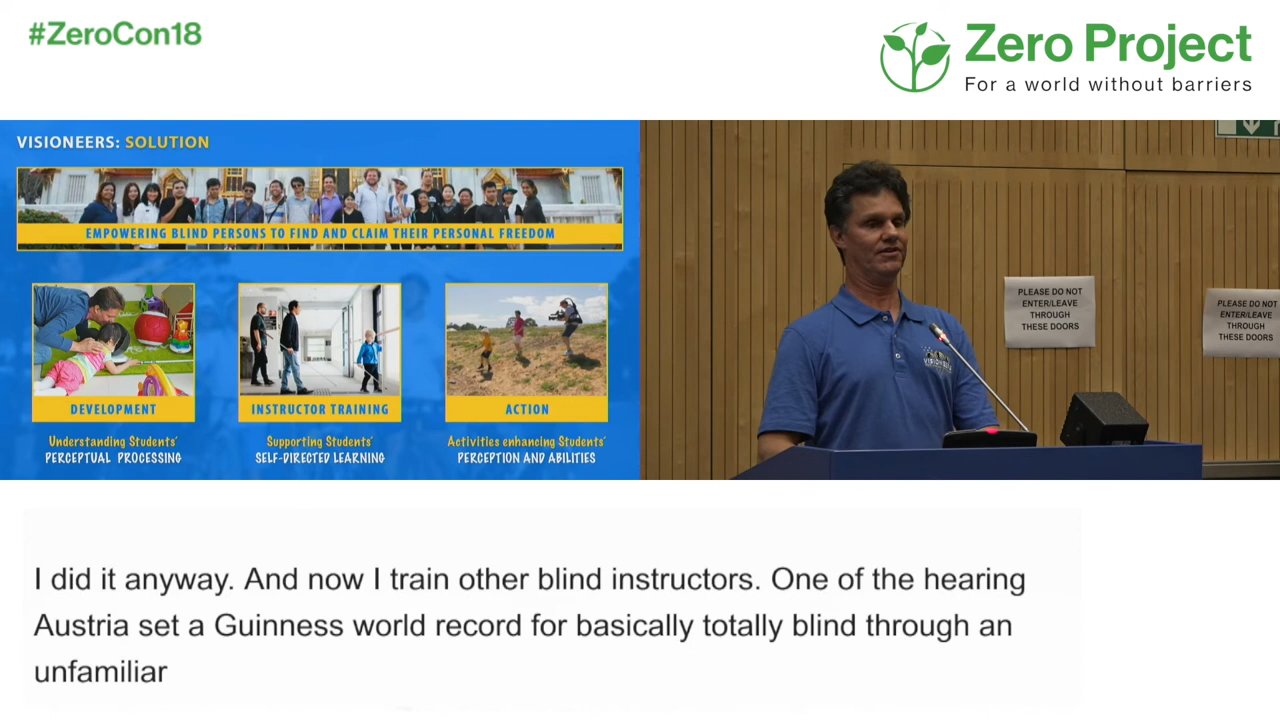 #ZeroCon18
Zero Project
For a world without barriers
VISIONEERS: SOLUTION
EMPOWERING BLIND PERSONS TO FIND AND CLAIM THEIR PERSONAL FREEDOM
DEVELOPMENT
Understanding Students'
PERCEPTUAL PROCESSING
INSTRUCTOR TRAINING
Supporting Students'
SELF-DIRECTED LEARNING
ACTION
Activities enhancing Students'
PERCEPTION AND ABILITIES
PLEASE DO NOT
ENTER/LEAVE
THROUGH
THESE DOORS
PLEASE DO NOT
ENTER/LEAVE
THROUGH
THESE DOORS
I did it anyway. And now I train other blind instructors. One of the hearing
Austria set a Guinness world record for basically totally blind through an
unfamiliar